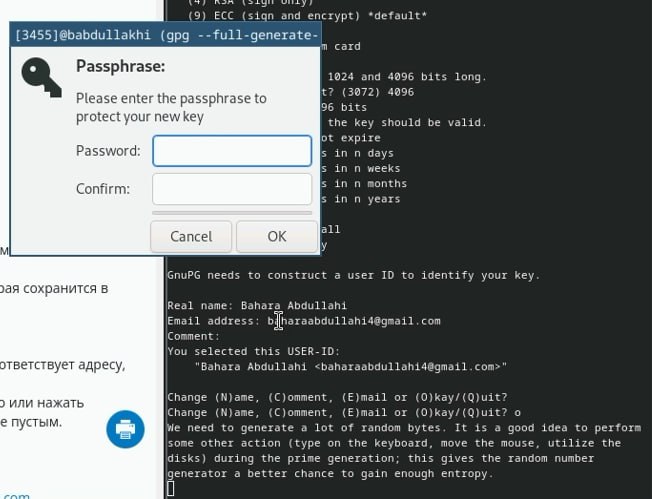 (4) RSA (sign only)
(9) ECC (sign and encrypt) *default*
[3455]@babdullakhi (gpg --full-generate-
m card
Passphrase:
Please enter the passphrase to
protect your new key
Password:
Confirm:
Cancel
OK
1024 and 4096 bits long.
t? (3072) 4096
96 bits
the key should be valid.
ot expire
s in n days
s in n weeks
s in n months
s in n years
all
y
GnuPG needs to construct a user ID to identify your key.
Real name: Bahara Abdullahi
Email address: baharaabdullahi4@gmail.com
Comment:
You selected this USER-ID:
"Bahara Abdullahi <baharaabdullahi4@gmail.com>"
Change (N)ame, (C)omment, (E)mail or (O)kay/(Q)uit?
Change (N)ame, (C)omment, (E)mail or (O)kay/(Q)uit? o
We need to generate a lot of random bytes. It is a good idea to perform
some other action (type on the keyboard, move the mouse, utilize the
disks) during the prime generation; this gives the random number
generator a better chance to gain enough entropy.
рая сохранится в
ответствует адресу,
о или нажать
е пустым.
com